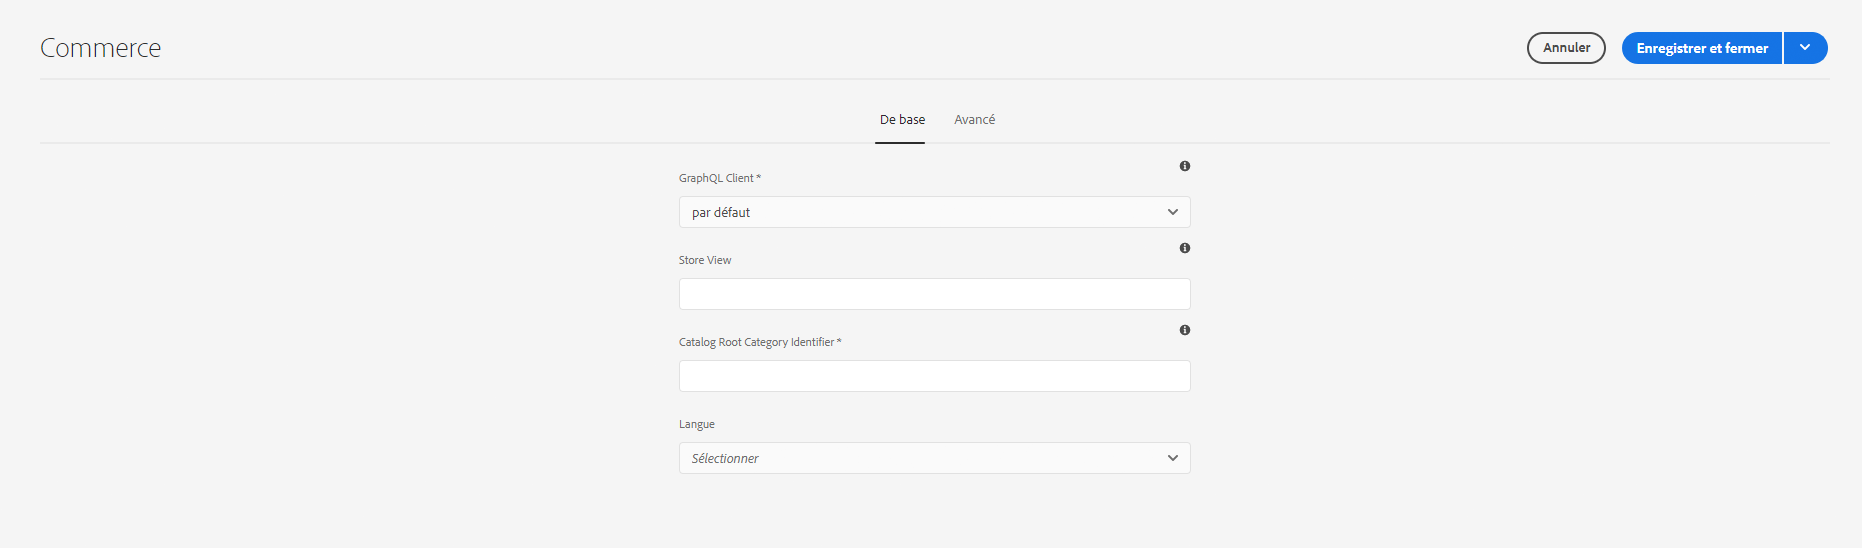 Commerce
Annuler
Enregistrer et fermer
De base
Avancé
GraphQL Client *
par défaut
Store View
Catalog Root Category Identifier *
Langue
Sélectionner